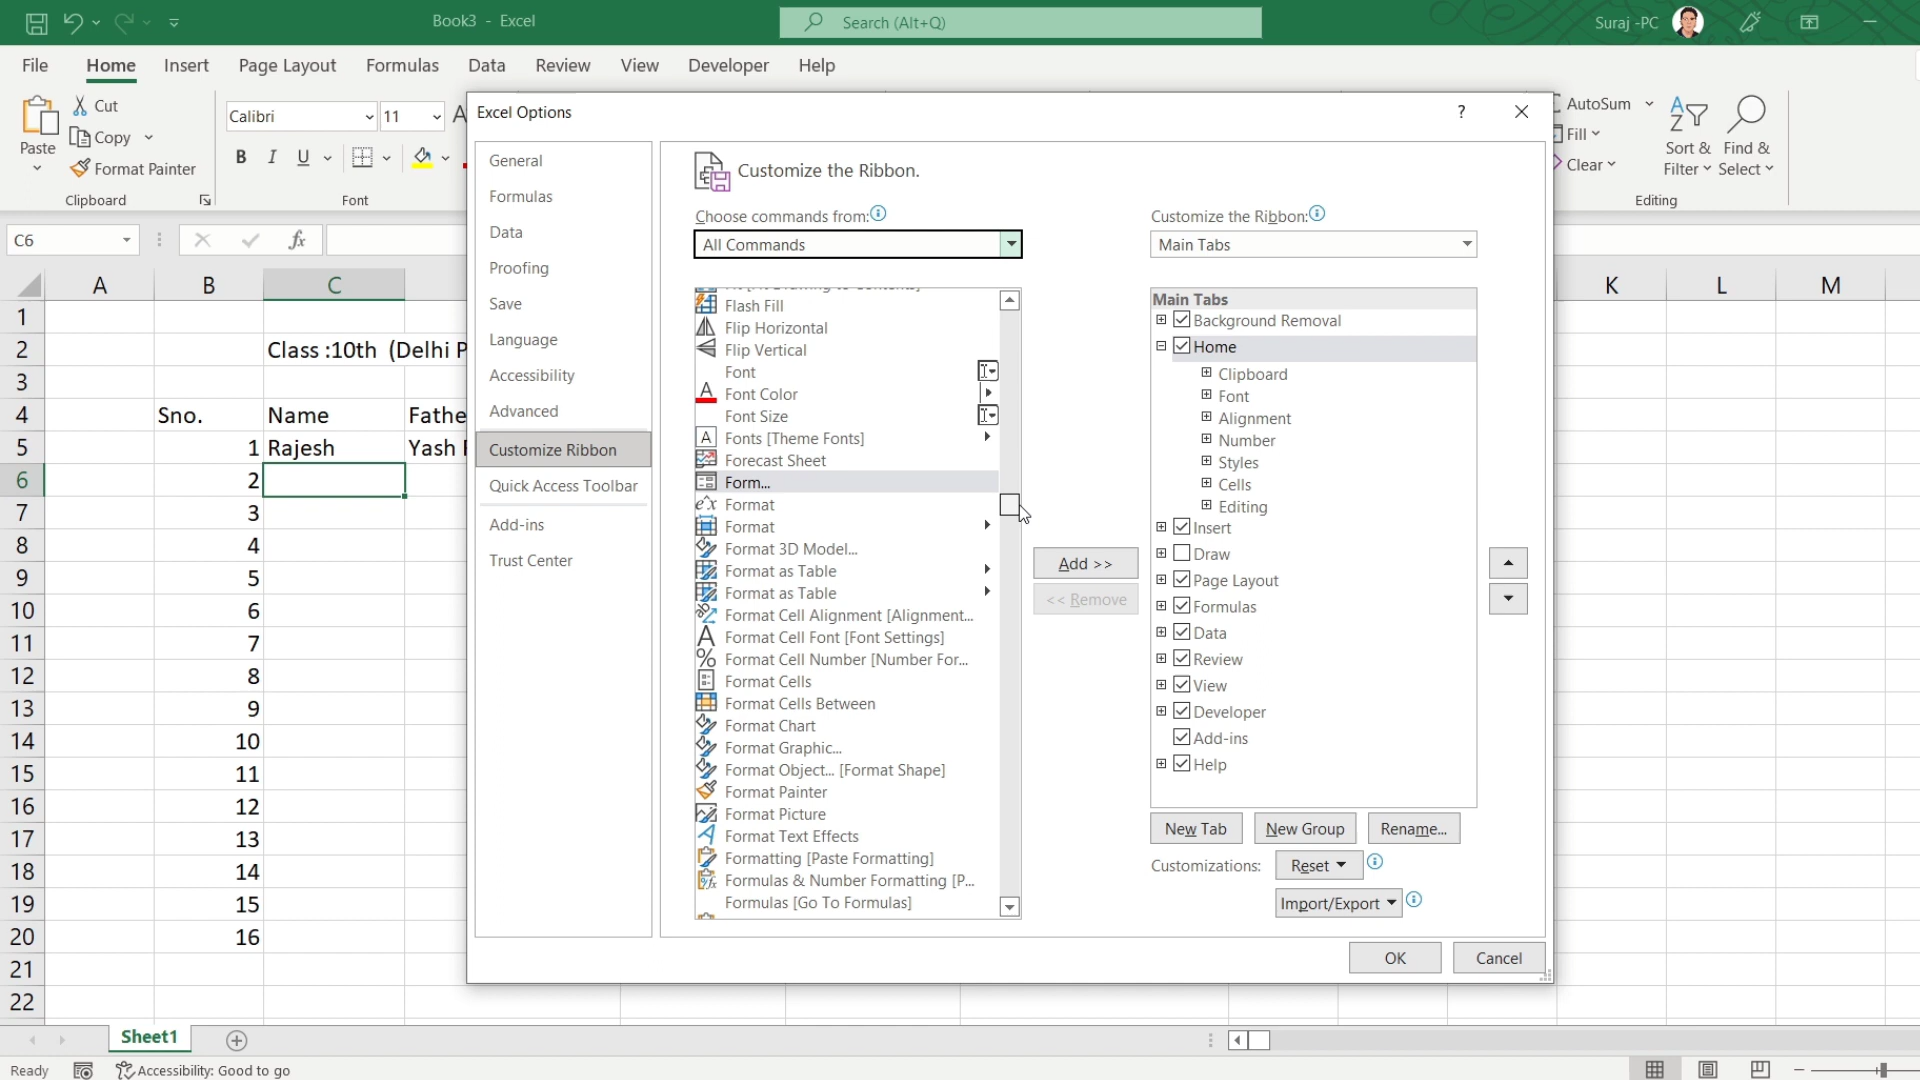 Book3 - Excel
Search (Alt+Q)
Suraj -PC
File Home Insert Page Layout Formulas Data Review View Developer Help
Paste
Cut
Copy
Format Painter
Clipboard
Calibri 11
B I U
Font
AutoSum
Fill
Clear
Sort & Filter
Find & Select
Editing
C6
fx
A B C K L M
1
2 Class :10th (Delhi P
3
4 Sno. Name Fathe
5 1 Rajesh Yash
6 2
7 3
8 4
9 5
10 6
11 7
12 8
13 9
14 10
15 11
16 12
17 13
18 14
19 15
20 16
21
22
Excel Options
? 
General
Formulas
Data
Proofing
Save
Language
Accessibility
Advanced
Customize Ribbon
Quick Access Toolbar
Add-ins
Trust Center
Customize the Ribbon.
Choose commands from:
All Commands
Flash Fill
Flip Horizontal
Flip Vertical
Font
Font Color
Font Size
Fonts [Theme Fonts]
Forecast Sheet
Form...
Format
Format
Format 3D Model...
Format as Table
Format as Table
Format Cell Alignment [Alignment...
Format Cell Font [Font Settings]
Format Cell Number [Number For...
Format Cells
Format Cells Between
Format Chart
Format Graphic...
Format Object... [Format Shape]
Format Painter
Format Picture
Format Text Effects
Formatting [Paste Formatting]
Formulas & Number Formatting [P...
Formulas [Go To Formulas]
Add >>
<< Remove
Customize the Ribbon:
Main Tabs
Main Tabs
Background Removal
Home
Clipboard
Font
Alignment
Number
Styles
Cells
Editing
Insert
Draw
Page Layout
Formulas
Data
Review
View
Developer
Add-ins
Help
New Tab New Group Rename...
Customizations: Reset
Import/Export
OK Cancel
Sheet1
Ready Accessibility: Good to go